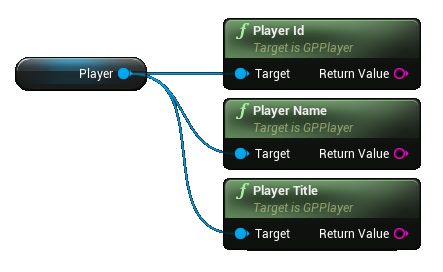 Player
f Player Id
Target is GPPlayer
Target Return Value
f Player Name
Target is GPPlayer
Target Return Value
f Player Title
Target is GPPlayer
Target Return Value